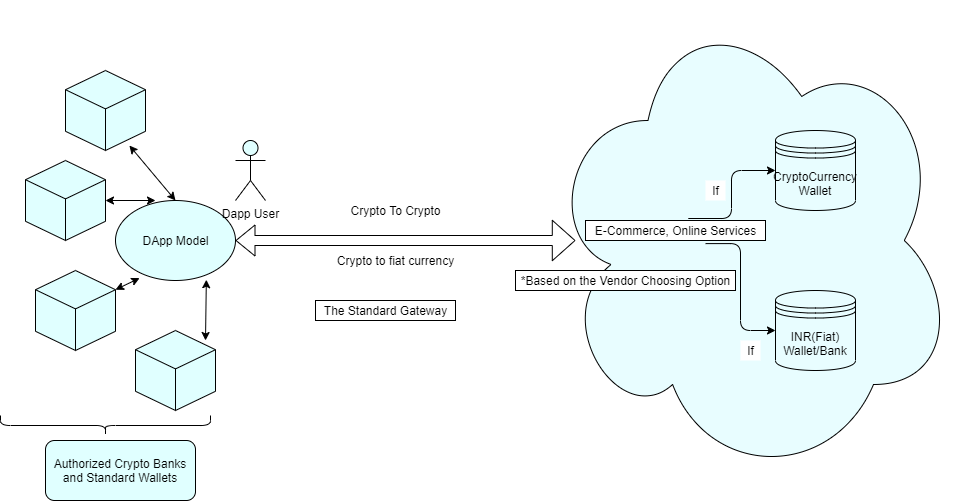 Dapp User
DApp Model
Crypto To Crypto
Crypto to fiat currency
The Standard Gateway
Authorized Crypto Banks
and Standard Wallets
E-Commerce, Online Services
*Based on the Vendor Choosing Option
If
CryptoCurrency
Wallet
If
INR(Fiat)
Wallet/Bank